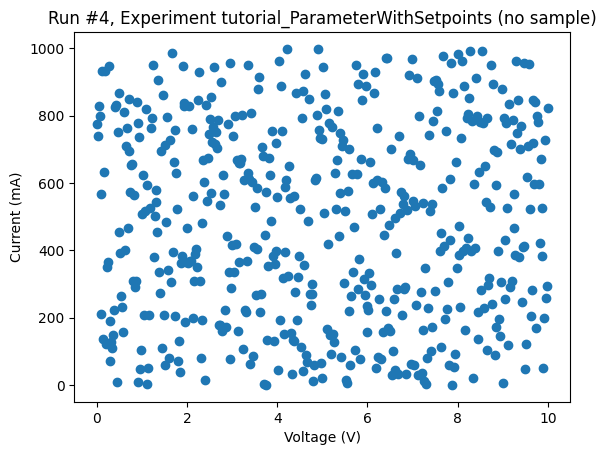 Run #4, Experiment tutorial_ParameterWithSetpoints (no sample)
1000
800
600
400
200
0
Current (mA)
0 2 4 6 8 10
Voltage (V)